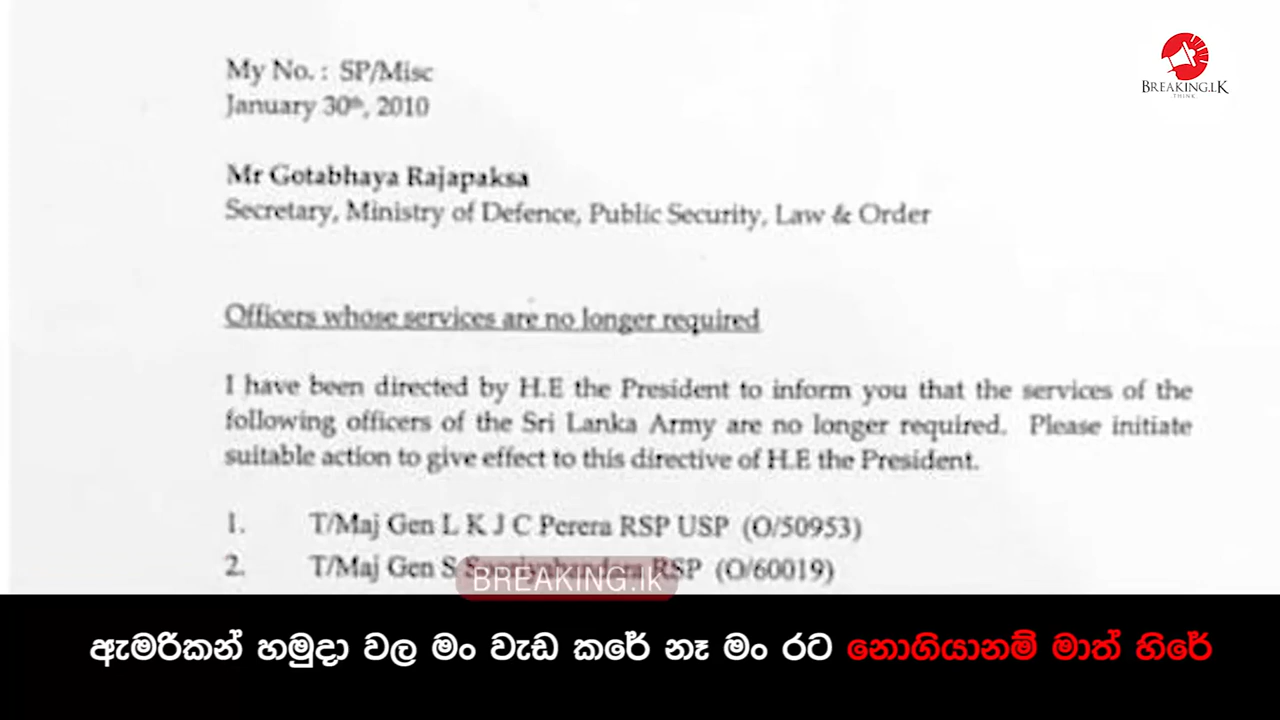 BREAKING.LK
THINK
My No. : SP/Misc
January 30th, 2010
Mr Gotabhaya Rajapaksa
Secretary, Ministry of Defence, Public Security, Law & Order
Officers whose services are no longer required
I have been directed by H.E the President to inform you that the services of the
following officers of the Sri Lanka Army are no longer required. Please initiate
suitable action to give effect to this directive of H.E the President.
1. T/Maj Gen L K J C Perera RSP USP (O/50953)
2. T/Maj Gen S RSP (O/60019)
BREAKING.lk
ඇමරිකන් හමුදා වල මං වැඩ කරේ නෑ මං රට නොගියානම් මාත් හිරේ